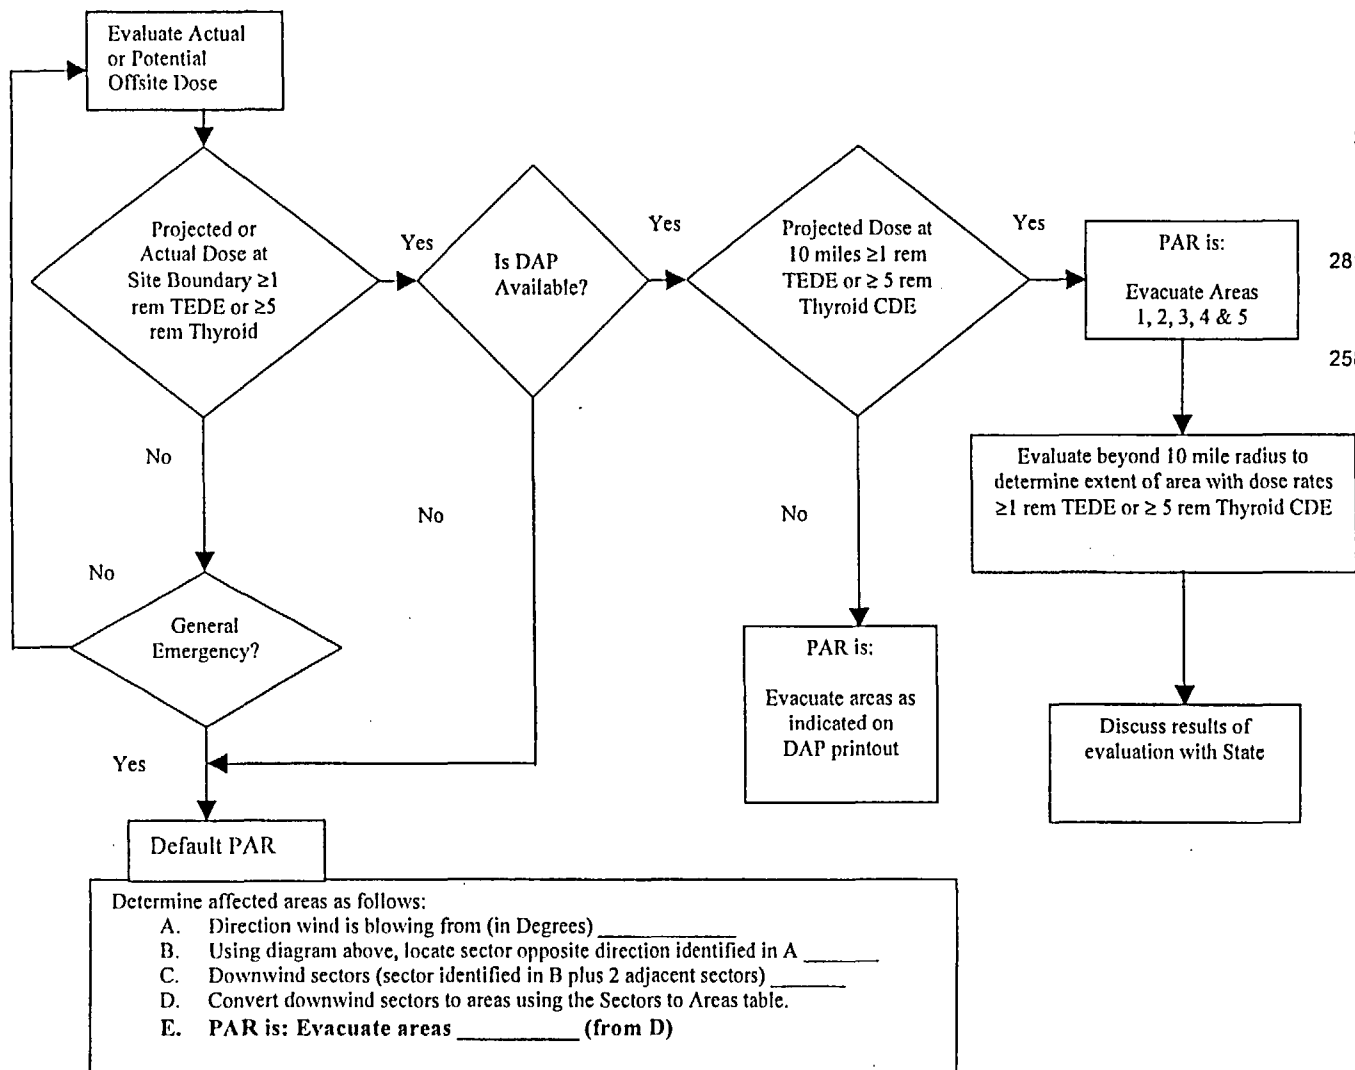 Evaluate Actual
or Potential
Offsite Dose
Projected or
Actual Dose at
Site Boundary ≥1
rem TEDE or ≥5
rem Thyroid
Yes
Is DAP
Available?
Yes
Projected Dose at
10 miles ≥1 rem
TEDE or ≥ 5 rem
Thyroid CDE
Yes
PAR is:
Evacuate Areas
1, 2, 3, 4 & 5
28
25
Evaluate beyond 10 mile radius to
determine extent of area with dose rates
≥1 rem TEDE or ≥ 5 rem Thyroid CDE
No
No
No
No
General
Emergency?
PAR is:
Evacuate areas as
indicated on
DAP printout
Discuss results of
evaluation with State
Yes
Default PAR
Determine affected areas as follows:
A. Direction wind is blowing from (in Degrees) ____________
B. Using diagram above, locate sector opposite direction identified in A ______
C. Downwind sectors (sector identified in B plus 2 adjacent sectors) ______
D. Convert downwind sectors to areas using the Sectors to Areas table.
E. PAR is: Evacuate areas _________ (from D)